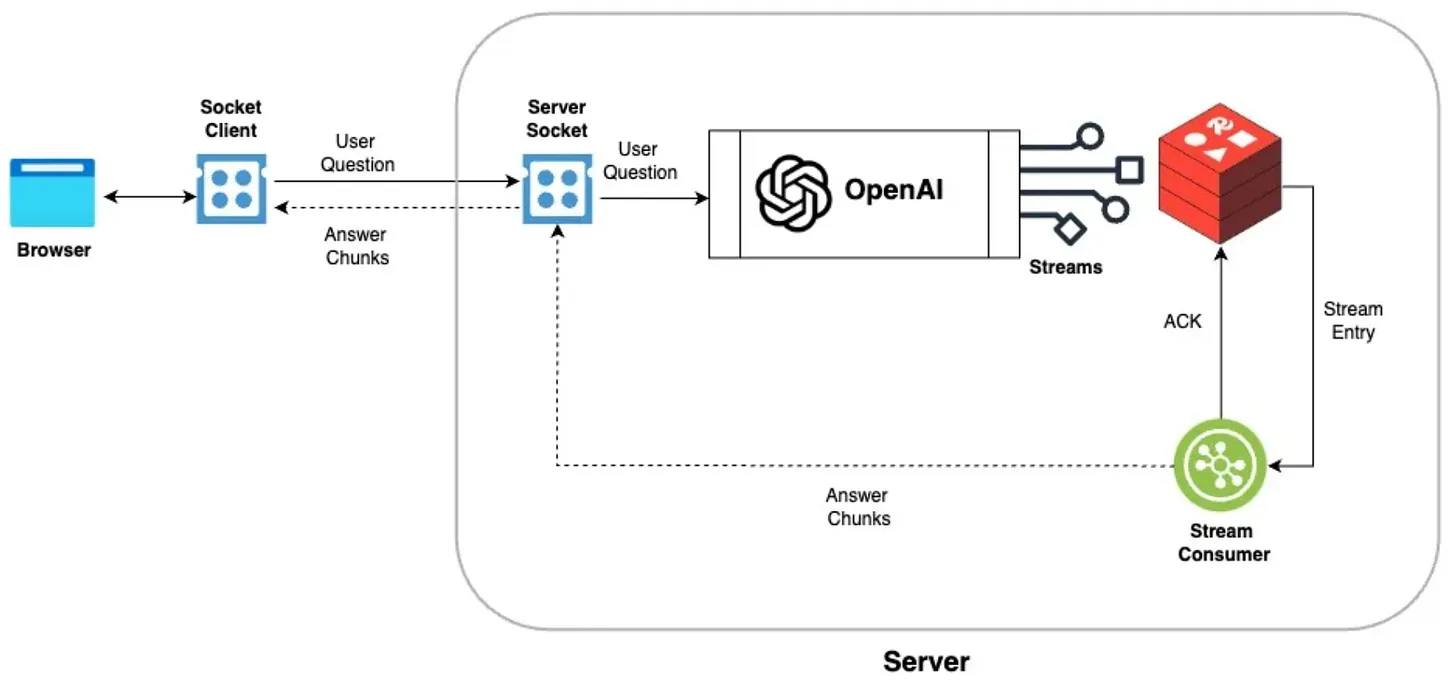 Socket
Client
Server
Socket
User
Question
User
Question
OpenAI
Browser
Answer
Chunks
Streams
ACK
Stream
Entry
Answer
Chunks
Stream
Consumer
Server